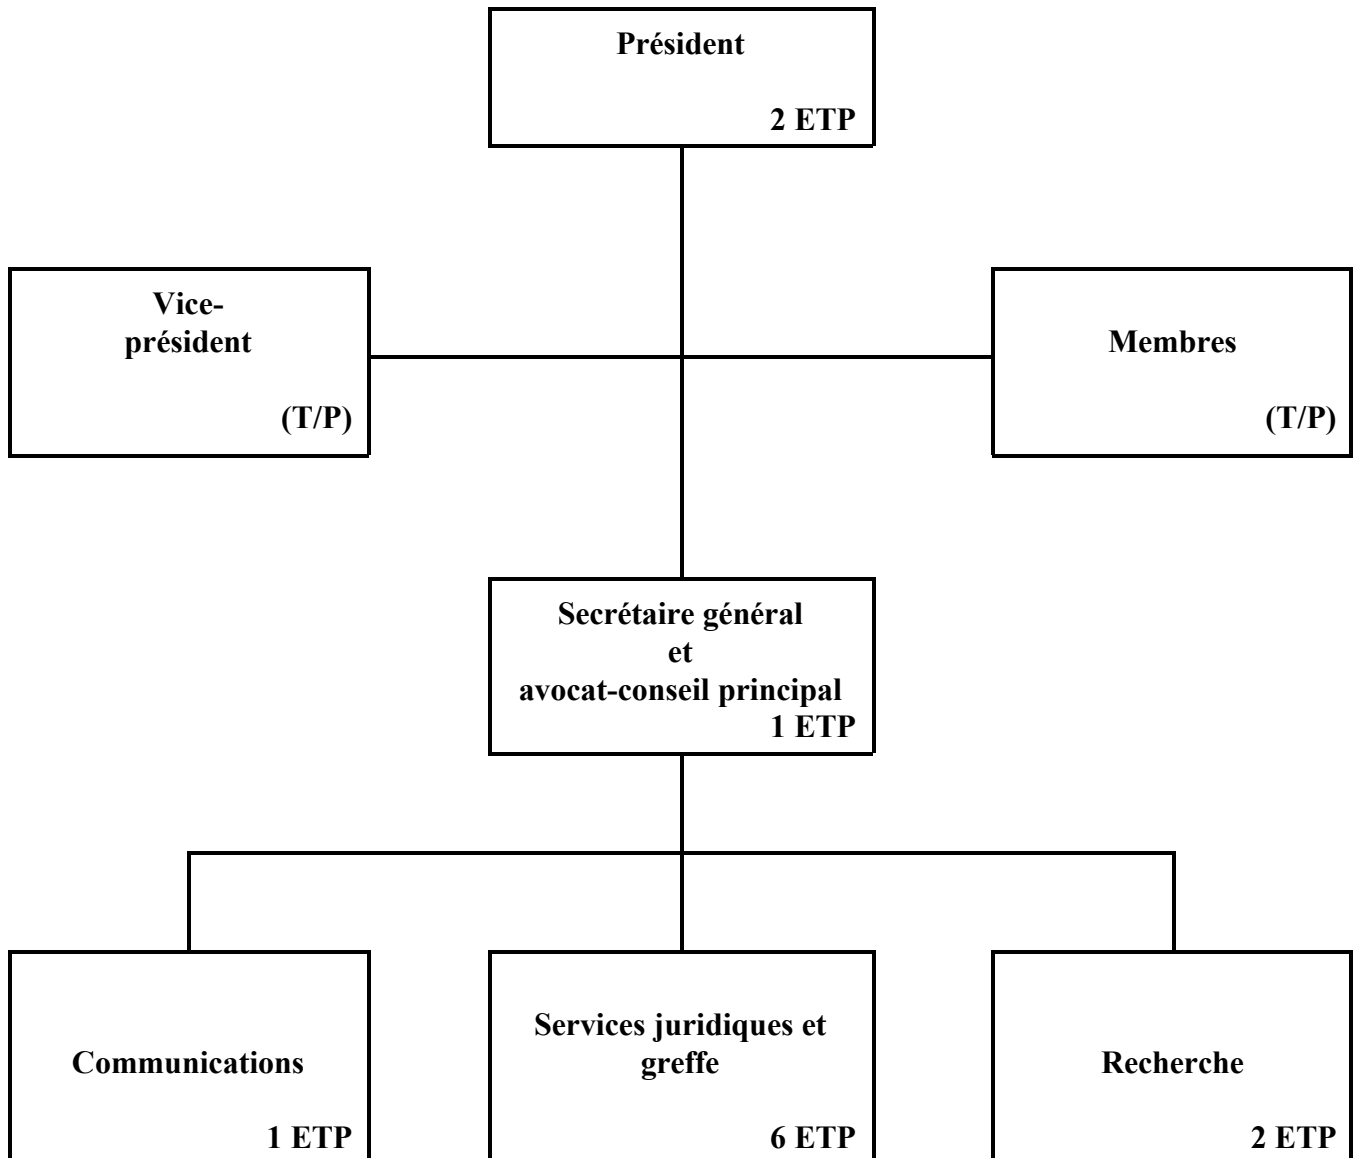 Président
2 ETP
Vice-
président
(T/P)
Membres
(T/P)
Secrétaire général
et
avocat-conseil principal
1 ETP
Communications
1 ETP
Services juridiques et
greffe
6 ETP
Recherche
2 ETP